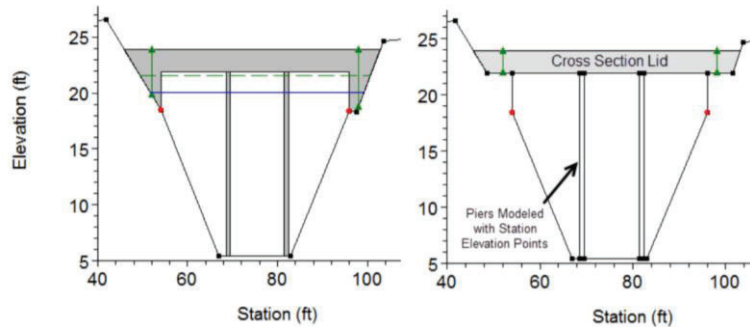 25
20
15
10
5
40
60
80
100
Elevation (ft)
Station (ft)
25
20
15
10
5
40
60
80
100
Cross Section Lid
Piers Modeled
with Station
Elevation Points
Station (ft)